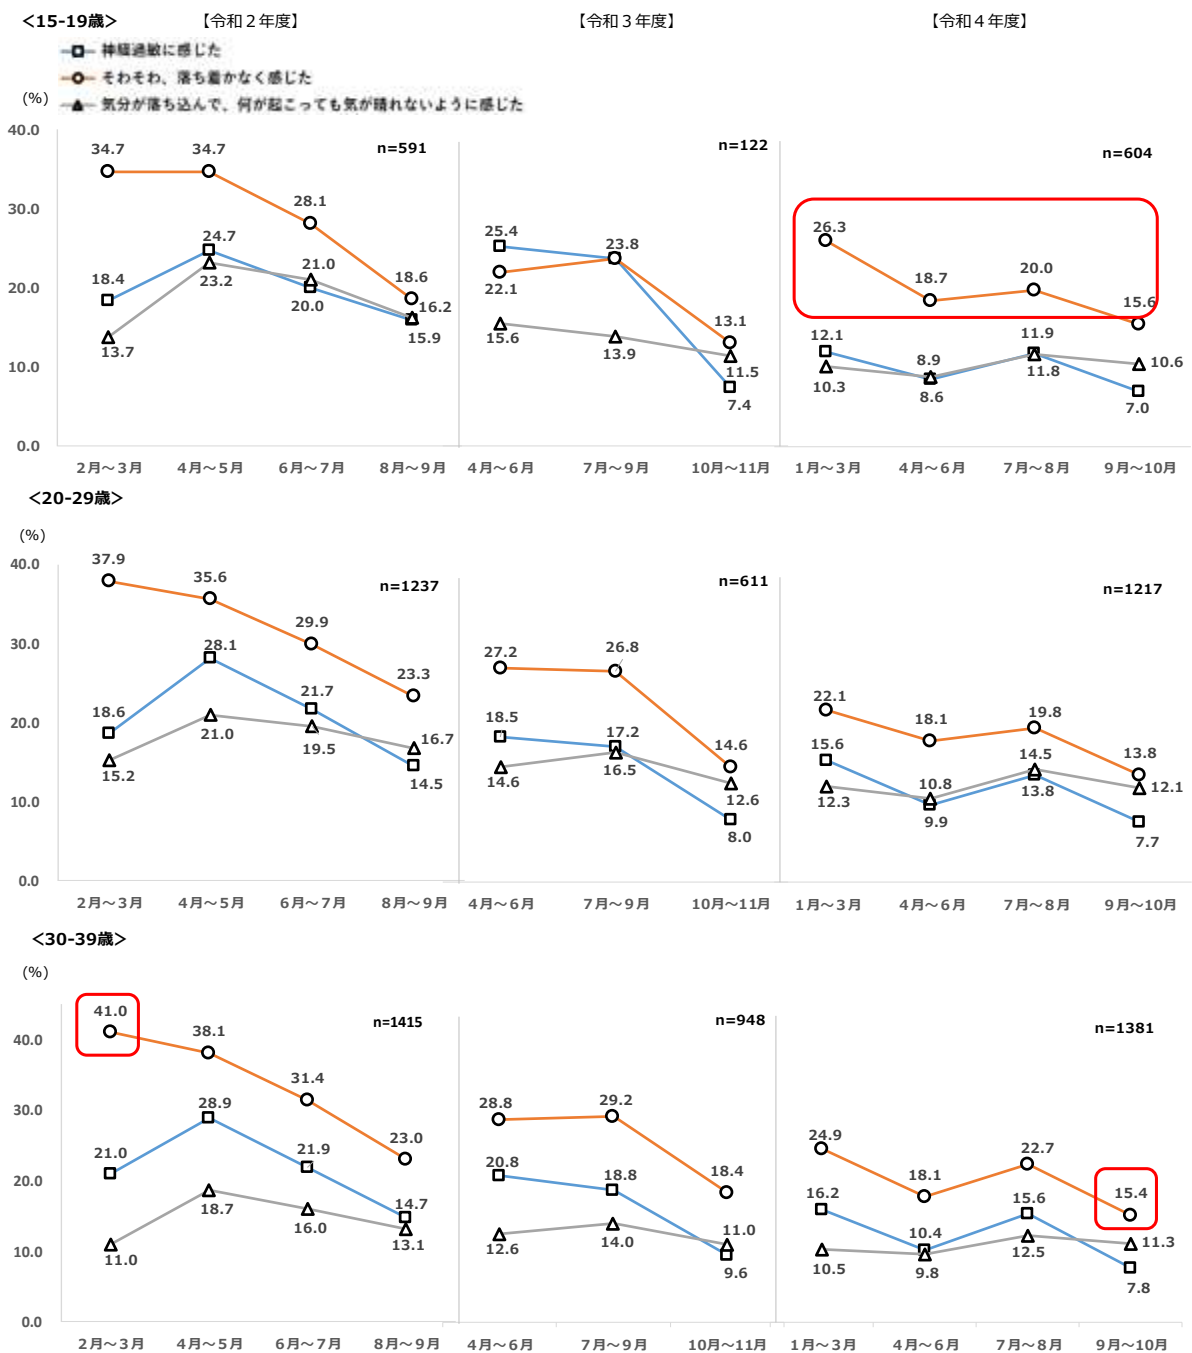 <15-19歳> 【令和２年度】 【令和３年度】 【令和４年度】
神経過敏に感じた
そわそわ、落ち着かなく感じた
気分が落ち込んで、何が起こっても気が晴れないように感じた
(%)
n=591 n=122 n=604
40.0
30.0
20.0
10.0
0.0
34.7 34.7 28.1 18.6
18.4 24.7 20.0 15.9
13.7 23.2 21.0 16.2
22.1 23.8 13.1
25.4 7.4
15.6 13.9 11.5
26.3 18.7 20.0 15.6
12.1 8.6 11.9 7.0
10.3 8.9 11.8 10.6
2月～3月 4月～5月 6月～7月 8月～9月 4月～6月 7月～9月 10月～11月 1月～3月 4月～6月 7月～8月 9月～10月
<20-29歳>
(%)
n=1237 n=611 n=1217
40.0
30.0
20.0
10.0
0.0
37.9 35.6 29.9 23.3
18.6 28.1 21.7 14.5
15.2 21.0 19.5 16.7
27.2 26.8 14.6
18.5 17.2 8.0
14.6 16.5 12.6
22.1 18.1 19.8 13.8
15.6 9.9 13.8 7.7
12.3 10.8 14.5 12.1
2月～3月 4月～5月 6月～7月 8月～9月 4月～6月 7月～9月 10月～11月 1月～3月 4月～6月 7月～8月 9月～10月
<30-39歳>
(%)
n=1415 n=948 n=1381
40.0
30.0
20.0
10.0
0.0
41.0 38.1 31.4 23.0
21.0 28.9 21.9 14.7
11.0 18.7 16.0 13.1
28.8 29.2 18.4
20.8 18.8 9.6
12.6 14.0 11.0
24.9 18.1 22.7 15.4
16.2 10.4 15.6 7.8
10.5 9.8 12.5 11.3
2月～3月 4月～5月 6月～7月 8月～9月 4月～6月 7月～9月 10月～11月 1月～3月 4月～6月 7月～8月 9月～10月